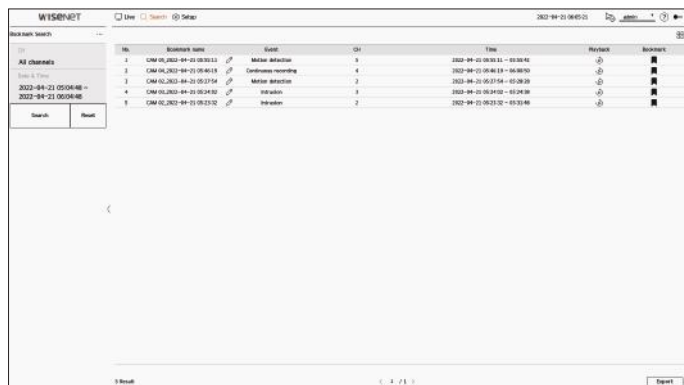 WISENET
Live Search Setup 2022-04-21 06:05:21 admin
Bookmark Search ...
CH
All channels
Date & Time
2022-04-21 05:04:48 ~
2022-04-21 06:04:48
Search Reset
No. Bookmark name Event CH Time Playback Bookmark
1 CAM 05_2022-04-21 05:55:11 Motion detection 5 2022-04-21 05:55:11 ~ 05:55:41
2 CAM 04_2022-04-21 05:46:19 Continuous recording 4 2022-04-21 05:46:19 ~ 06:00:50
3 CAM 02_2022-04-21 05:27:54 Motion detection 2 2022-04-21 05:27:54 ~ 05:28:28
4 CAM 03_2022-04-21 05:24:02 Intrusion 3 2022-04-21 05:24:02 ~ 05:24:38
5 CAM 02_2022-04-21 05:23:32 Intrusion 2 2022-04-21 05:23:32 ~ 05:33:40
5 Result 1 / 1 Export